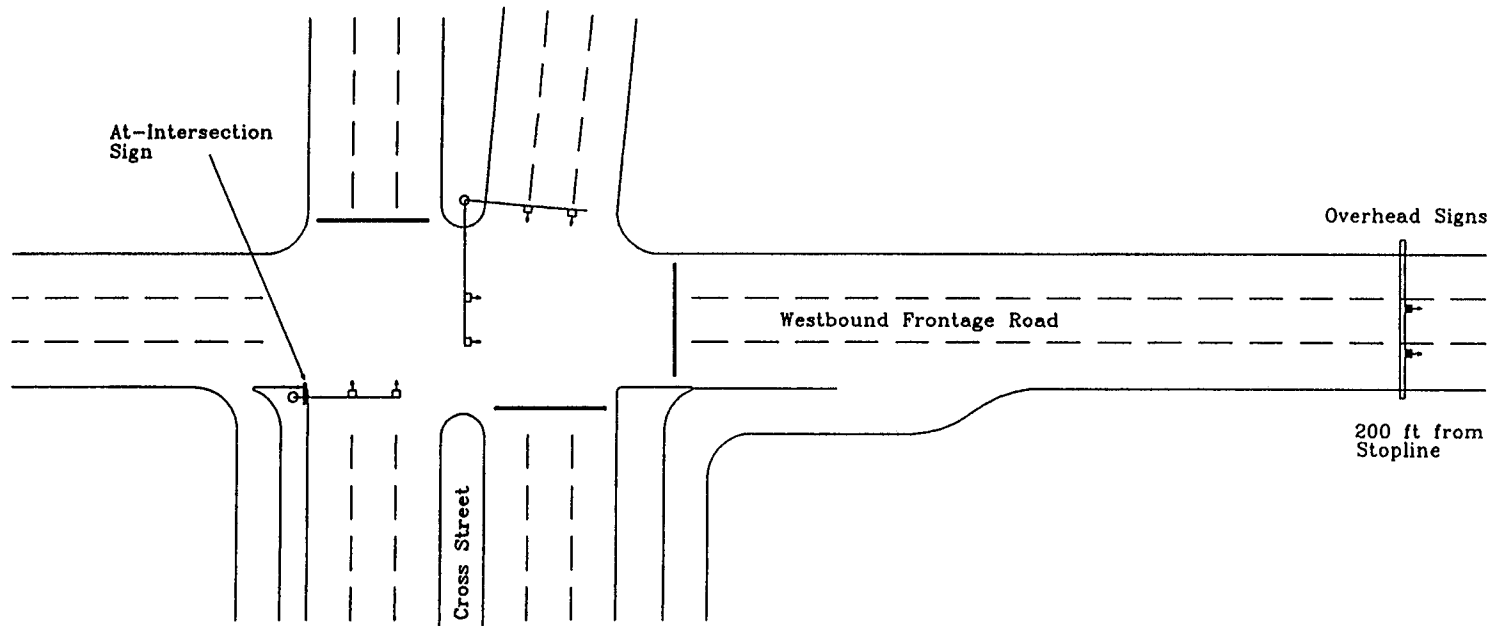 At-Intersection
Sign
Overhead Signs
Westbound Frontage Road
200 ft from
Stopline
Cross Street